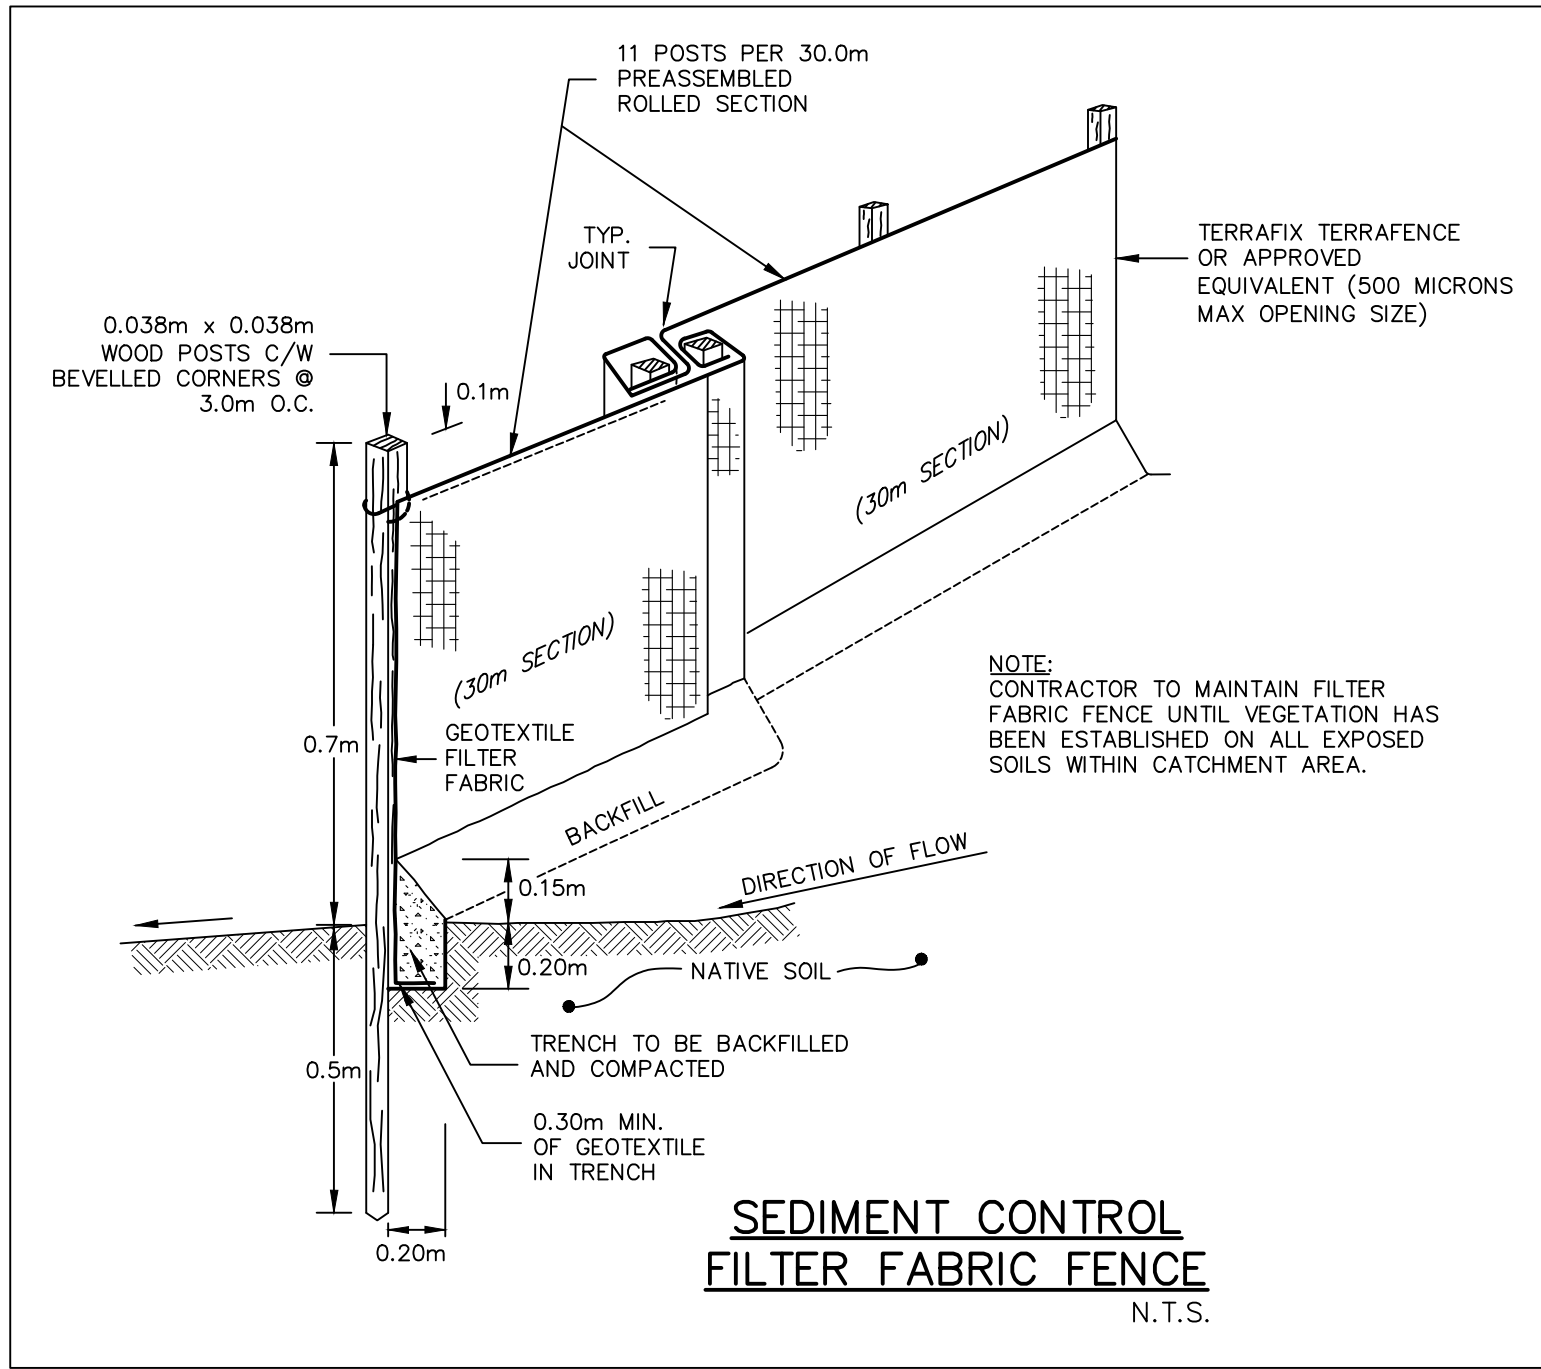 11 POSTS PER 30.0m
PREASSEMBLED
ROLLED SECTION
TYP.
JOINT
TERRAFIX TERRAFENCE
OR APPROVED
EQUIVALENT (500 MICRONS
MAX OPENING SIZE)
0.038m x 0.038m
WOOD POSTS C/W
BEVELLED CORNERS @
3.0m O.C.
0.1m
(30m SECTION)
(30m SECTION)
NOTE:
CONTRACTOR TO MAINTAIN FILTER
FABRIC FENCE UNTIL VEGETATION HAS
BEEN ESTABLISHED ON ALL EXPOSED
SOILS WITHIN CATCHMENT AREA.
0.7m
GEOTEXTILE
FILTER
FABRIC
BACKFILL
DIRECTION OF FLOW
0.15m
0.20m
NATIVE SOIL
TRENCH TO BE BACKFILLED
AND COMPACTED
0.5m
0.30m MIN.
OF GEOTEXTILE
IN TRENCH
0.20m
SEDIMENT CONTROL
FILTER FABRIC FENCE
N.T.S.